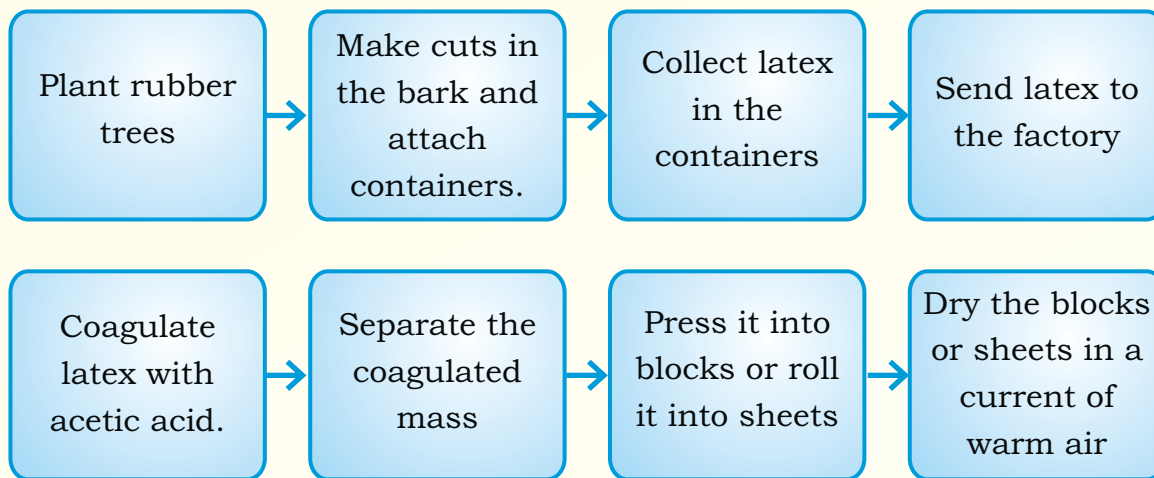 Plant rubber
trees
Make cuts in
the bark and
attach
containers.
Collect latex
in the
containers
Send latex to
the factory
Coagulate
latex with
acetic acid.
Separate the
coagulated
mass
Press it into
blocks or roll
it into sheets
Dry the blocks
or sheets in a
current of
warm air